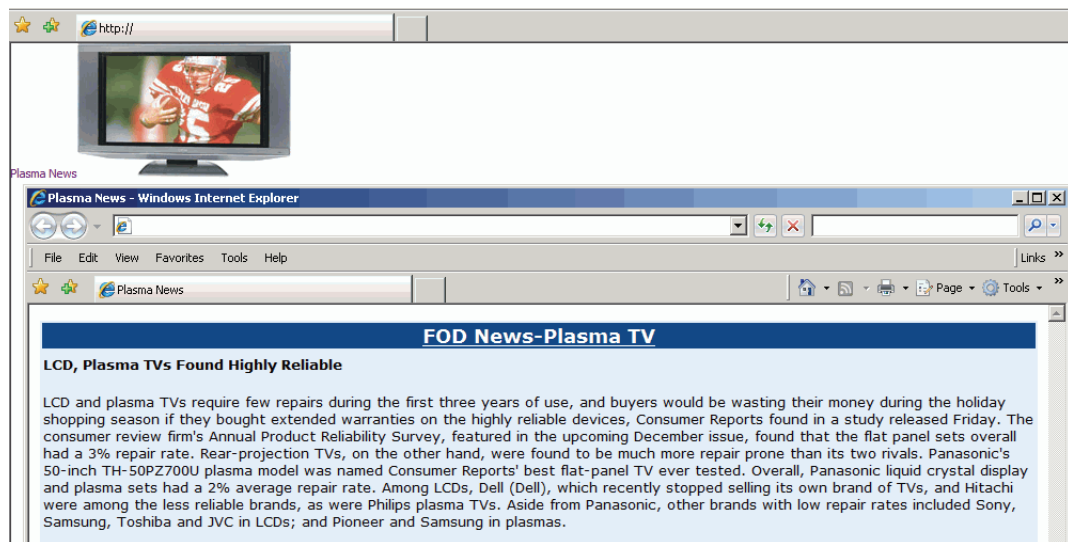 http://
Plasma News
Plasma News - Windows Internet Explorer
File Edit View Favorites Tools Help
Links »
Plasma News
Page Tools »
FOD News-Plasma TV
LCD, Plasma TVs Found Highly Reliable
LCD and plasma TVs require few repairs during the first three years of use, and buyers would be wasting their money during the holiday
shopping season if they bought extended warranties on the highly reliable devices, Consumer Reports found in a study released Friday. The
consumer review firm's Annual Product Reliability Survey, featured in the upcoming December issue, found that the flat panel sets overall
had a 3% repair rate. Rear-projection TVs, on the other hand, were found to be much more repair prone than its two rivals. Panasonic's
50-inch TH-50PZ700U plasma model was named Consumer Reports' best flat-panel TV ever tested. Overall, Panasonic liquid crystal display
and plasma sets had a 2% average repair rate. Among LCDs, Dell (Dell), which recently stopped selling its own brand of TVs, and Hitachi
were among the less reliable brands, as were Philips plasma TVs. Aside from Panasonic, other brands with low repair rates included Sony,
Samsung, Toshiba and JVC in LCDs; and Pioneer and Samsung in plasmas.